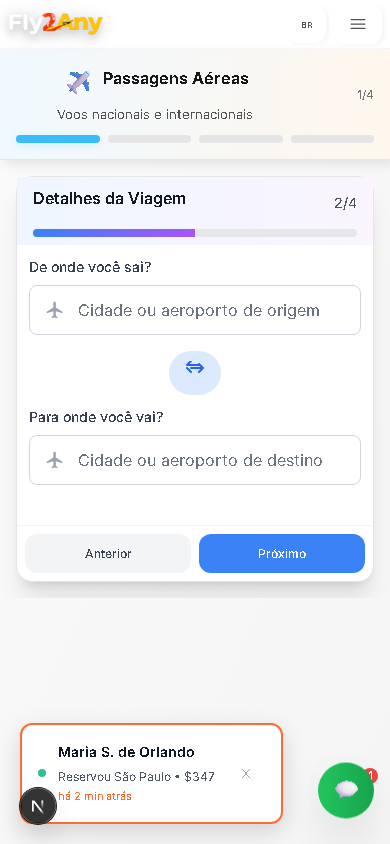 Fly2Any
BR
Passagens Aéreas
Voos nacionais e internacionais
1/4
Detalhes da Viagem
2/4
De onde você sai?
Cidade ou aeroporto de origem
Para onde você vai?
Cidade ou aeroporto de destino
Anterior
Próximo
Maria S. de Orlando
Reservou São Paulo • $347
há 2 min atrás
N
1